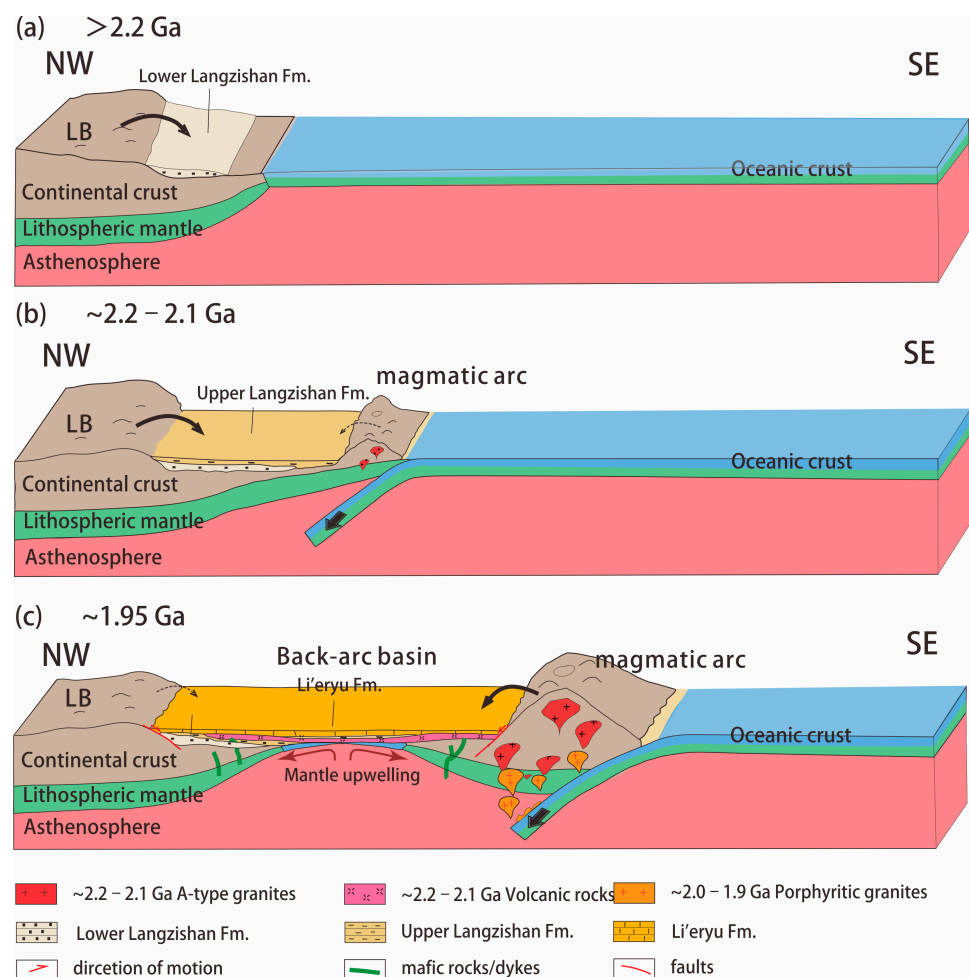 (a) >2.2 Ga
NW
SE
Lower Langzishan Fm.
LB
Oceanic crust
Continental crust
Lithospheric mantle
Asthenosphere
(b) ~2.2 – 2.1 Ga
NW
SE
magmatic arc
Upper Langzishan Fm.
LB
Oceanic crust
Continental crust
Lithospheric mantle
Asthenosphere
(c) ~1.95 Ga
NW
SE
Back-arc basin
magmatic arc
Li'eryu Fm.
LB
Oceanic crust
Continental crust
Mantle upwelling
Lithospheric mantle
Asthenosphere
~2.2 – 2.1 Ga A-type granites
~2.2 – 2.1 Ga Volcanic rocks
~2.0 – 1.9 Ga Porphyritic granites
Lower Langzishan Fm.
Upper Langzishan Fm.
Li'eryu Fm.
dircetion of motion
mafic rocks/dykes
faults